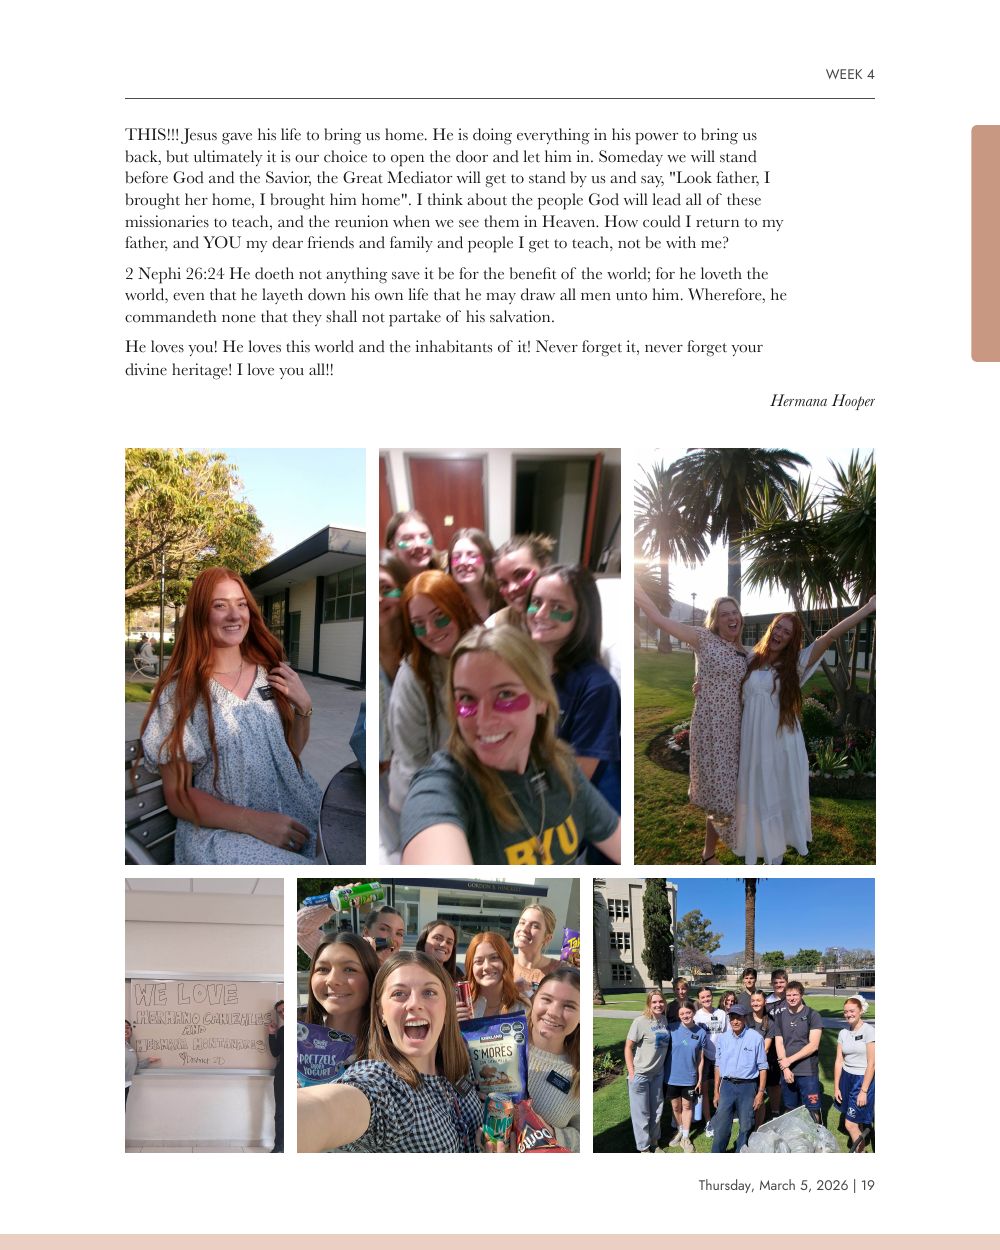 WEEK 4
THIS!!! Jesus gave his life to bring us home. He is doing everything in his power to bring us
back, but ultimately it is our choice to open the door and let him in. Someday we will stand
before God and the Savior, the Great Mediator will get to stand by us and say, "Look father, I
brought her home, I brought him home". I think about the people God will lead all of these
missionaries to teach, and the reunion when we see them in Heaven. How could I return to my
father, and YOU my dear friends and family and people I get to teach, not be with me?
2 Nephi 26:24 He doeth not anything save it be for the benefit of the world; for he loveth the
world, even that he layeth down his own life that he may draw all men unto him. Wherefore, he
commandeth none that they shall not partake of his salvation.
He loves you! He loves this world and the inhabitants of it! Never forget it, never forget your
divine heritage! I love you all!!
Hermana Hooper
BYU
WE LOVE
HERMANO CANIZALES
AND
HERMANA MONTANARES
District 2D
PRETZELS
YOGURT
KIRKLAND
S'MORES
Thursday, March 5, 2026 | 19